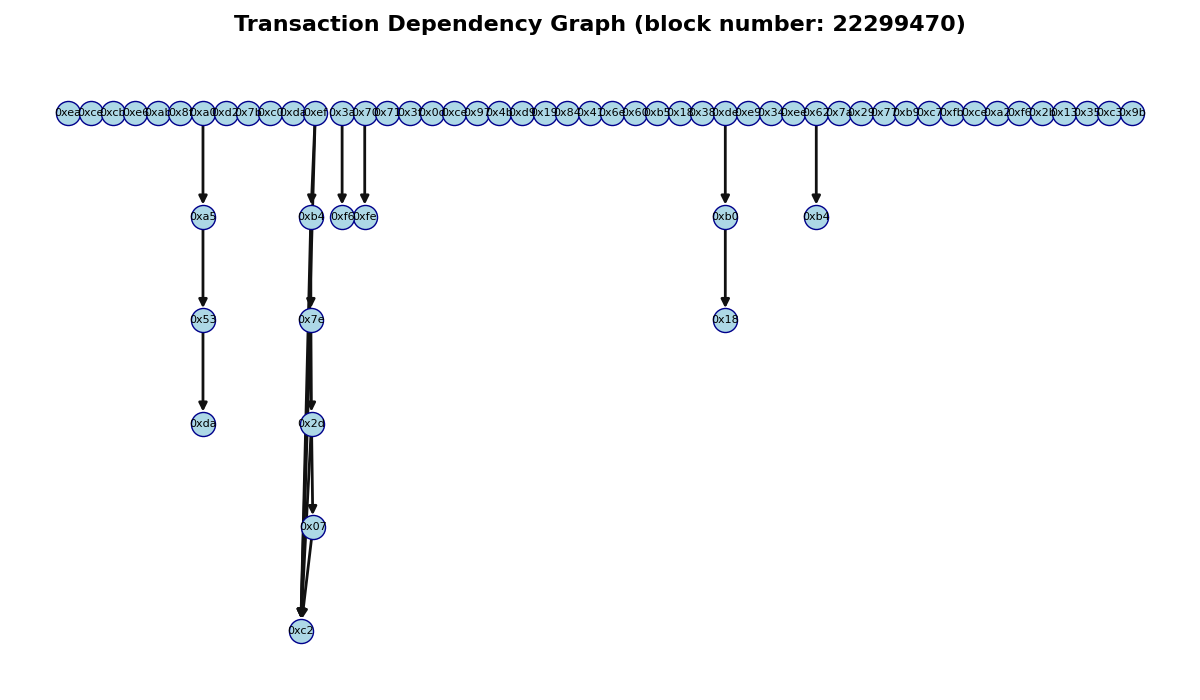 Transaction Dependency Graph (block number: 22299470)
0xea 0xce 0xcb 0xe6 0xab 0x8f 0xa0 0xd2 0x7b 0xc0 0xda 0xef 0x3a 0x70 0x71 0x3f 0x0d 0xce 0x97 0x4b 0xd9 0x19 0x84 0x41 0x6e 0x60 0xb5 0x18 0x38 0xde 0xe9 0x34 0xee 0x62 0x7a 0x29 0x77 0xb9 0xc7 0xfb 0xce 0xa2 0xf6 0x2b 0x13 0x35 0xc3 0x9b
0xa5 0xb4 0xf6 0xfe 0xb0 0xb4
0x53 0x7e 0x18
0xda 0x2d
0x07
0xc2